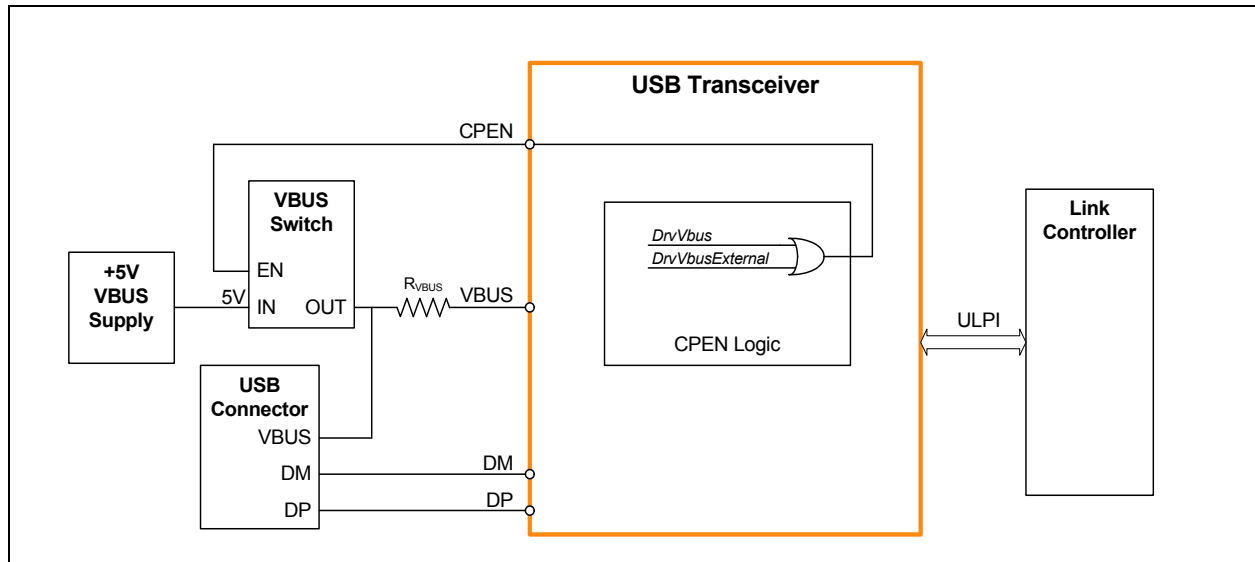 USB Transceiver
CPEN
VBUS
Switch
EN
5V
IN
OUT
+5V
VBUS
Supply
RVBUS
VBUS
DrvVbus
DrvVbusExternal
CPEN Logic
ULPI
Link
Controller
USB
Connector
VBUS
DM
DP
DM
DP